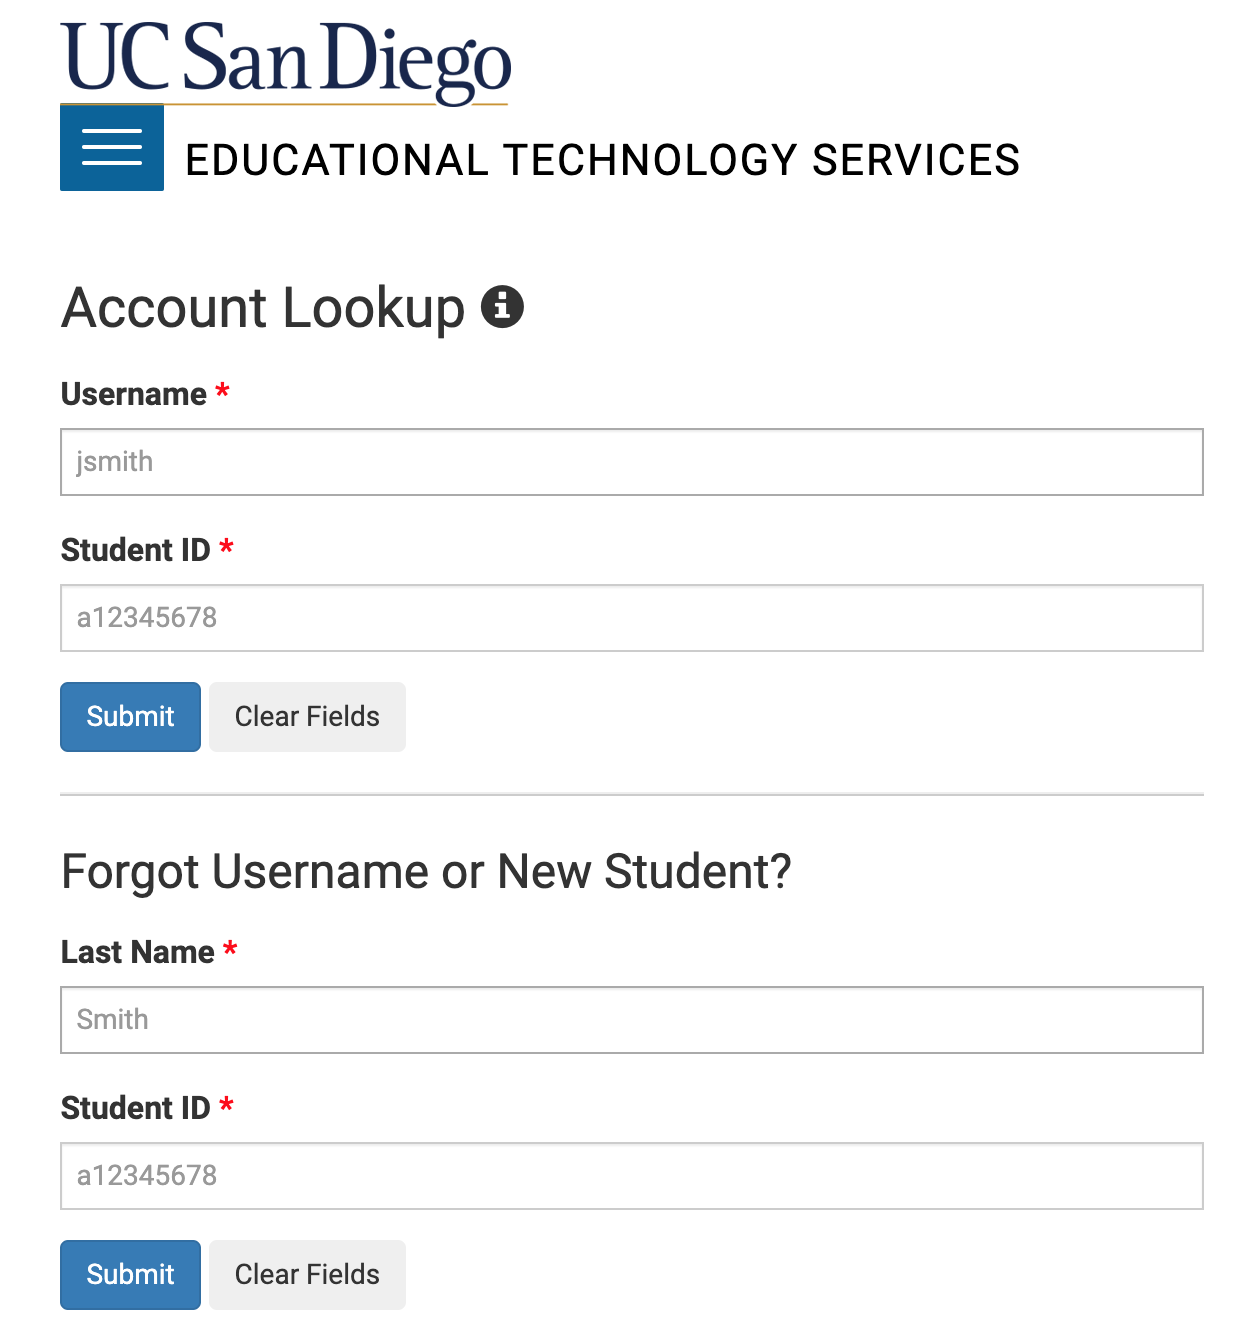 UC San Diego
EDUCATIONAL TECHNOLOGY SERVICES
Account Lookup
Username *
jsmith
Student ID *
a12345678
Submit Clear Fields
Forgot Username or New Student?
Last Name *
Smith
Student ID *
a12345678
Submit Clear Fields